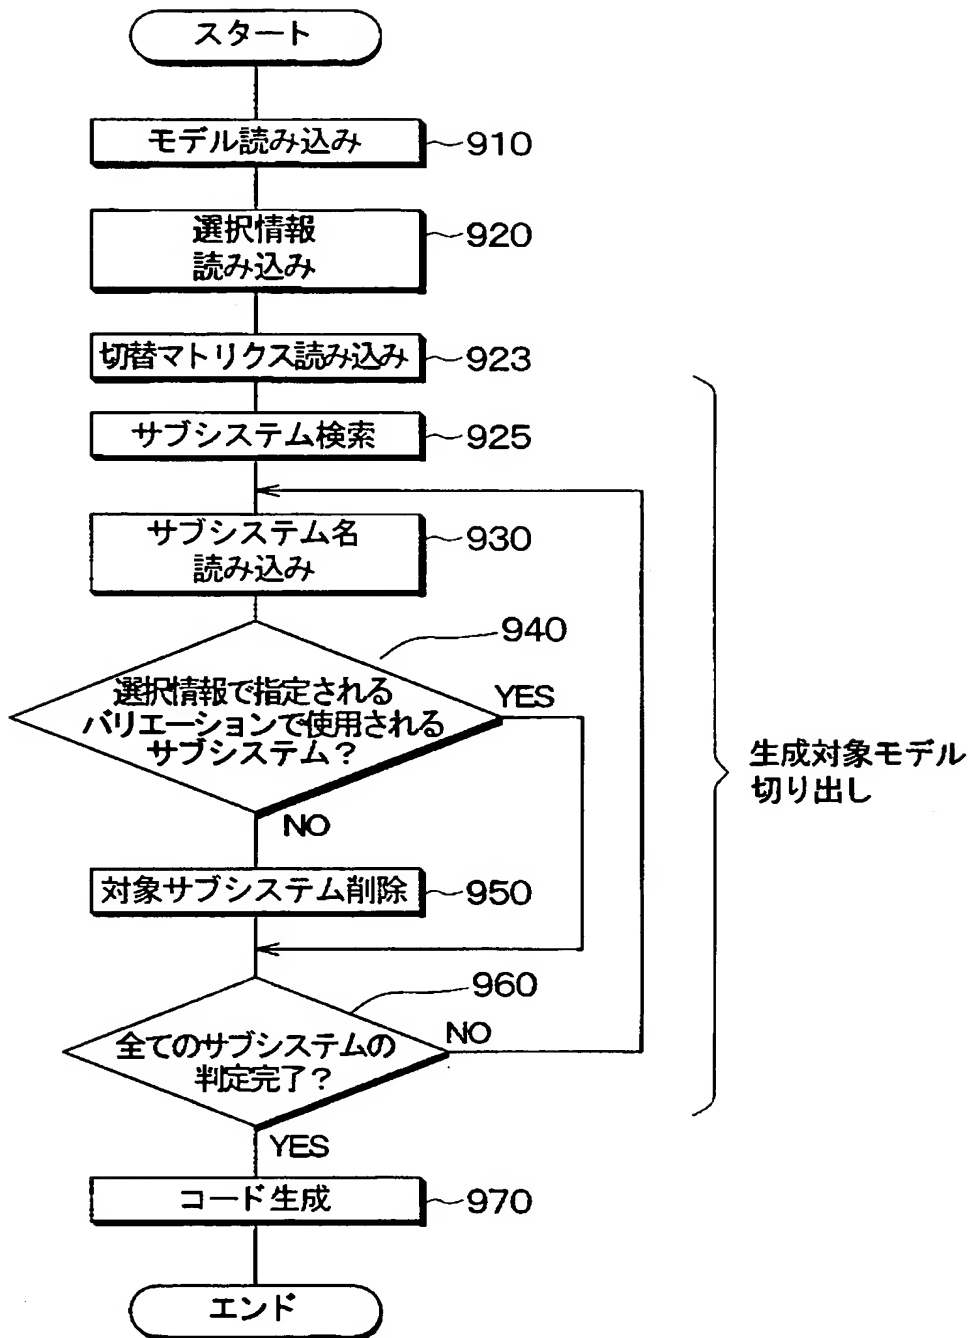 スタート
モデル読み込み
910
選択情報
読み込み
920
切替マトリクス読み込み
923
サブシステム検索
925
サブシステム名
読み込み
930
940
選択情報で指定される
バリエーションで使用される
サブシステム？
YES
NO
生成対象モデル
切り出し
対象サブシステム削除
950
960
全てのサブシステムの
判定完了？
NO
YES
コード生成
970
エンド